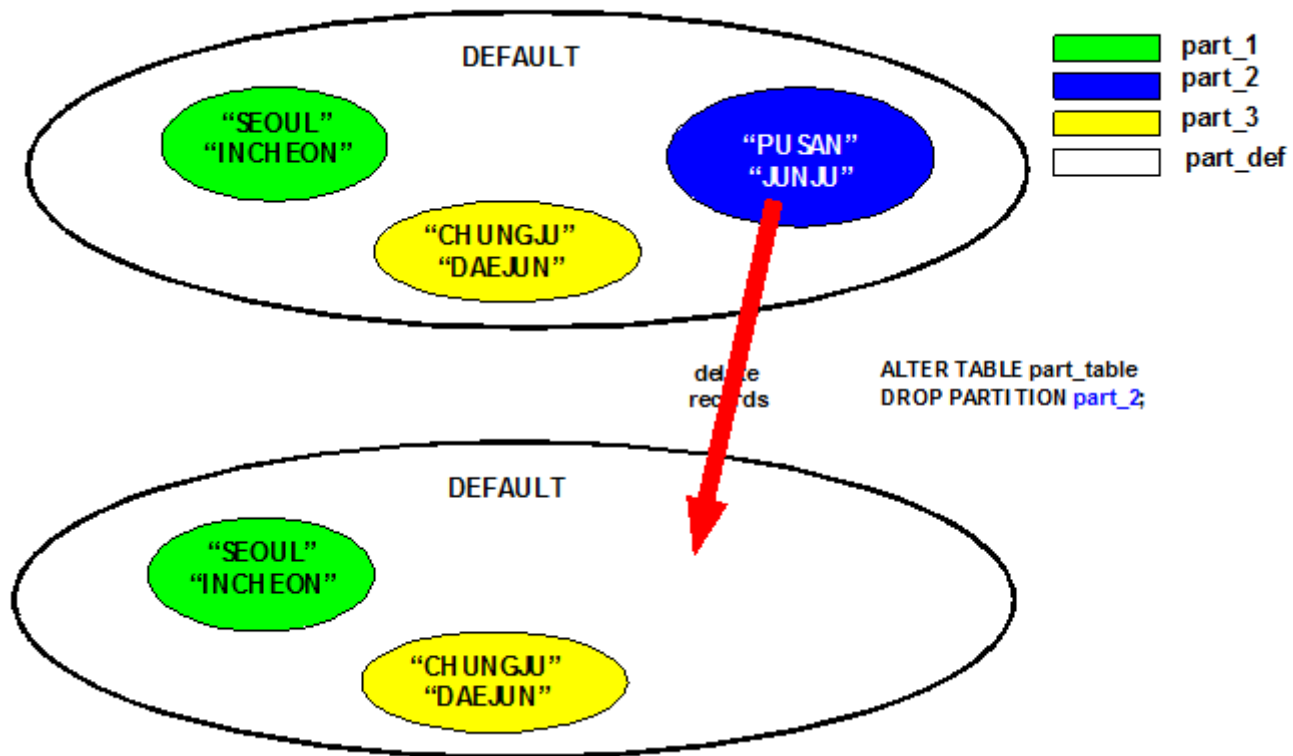 DEFAULT
“SEOUL”
“INCHEON”
“PUSAN”
“JUNJU”
“CHUNGJU”
“DAEJUN”
part_1
part_2
part_3
part_def
delete
records
ALTER TABLE part_table
DROP PARTITION part_2;
DEFAULT
“SEOUL”
“INCHEON”
“CHUNGJU”
“DAEJUN”